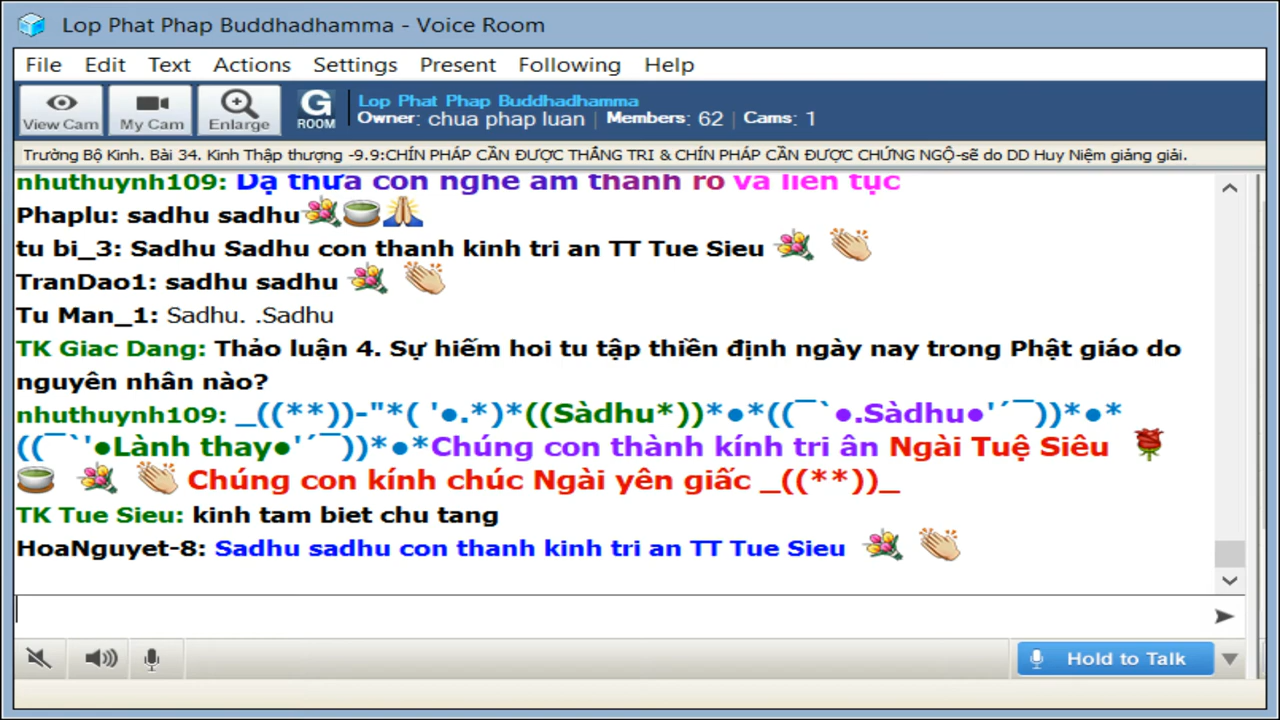 Lop Phat Phap Buddhadhamma - Voice Room
File Edit Text Actions Settings Present Following Help
View Cam My Cam Enlarge G ROOM
Lop Phat Phap Buddhadhamma
Owner: chua phap luan | Members: 62 | Cams: 1
Trường Bộ Kinh. Bài 34. Kinh Thập thượng -9.9:CHÍN PHÁP CẦN ĐƯỢC THẮNG TRI & CHÍN PHÁP CẦN ĐƯỢC CHỨNG NGỘ-sẽ do DD Huy Niệm giảng giải.
nhuthuynh109: Dạ thưa con nghe âm thanh rõ và liên tục
Phaplu: sadhu sadhu
tu bi_3: Sadhu Sadhu con thanh kinh tri an TT Tue Sieu
TranDao1: sadhu sadhu
Tu Man_1: Sadhu. .Sadhu
TK Giac Dang: Thảo luận 4. Sự hiếm hoi tu tập thiền định ngày nay trong Phật giáo do
nguyên nhân nào?
nhuthuynh109: _((**))-"*( '●.*)*((Sàdhu*))*●*((¯`●.Sàdhu●'´¯))*●*
((¯`'●Lành thay●'´¯))*●*Chúng con thành kính tri ân Ngài Tuệ Siêu
Chúng con kính chúc Ngài yên giấc _((**))_
TK Tue Sieu: kinh tam biet chu tang
HoaNguyet-8: Sadhu sadhu con thanh kinh tri an TT Tue Sieu
Hold to Talk